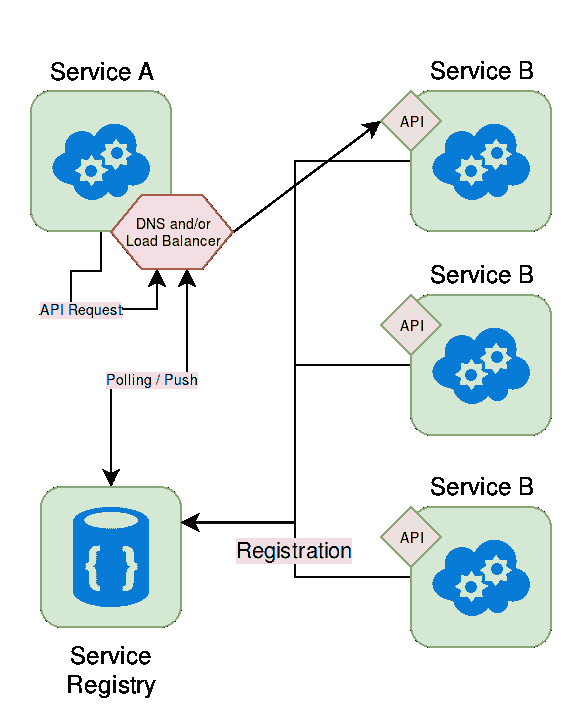 Service A
Service B
API
DNS and/or
Load Balancer
API Request
Service B
API
Polling / Push
Service B
API
Registration
Service
Registry